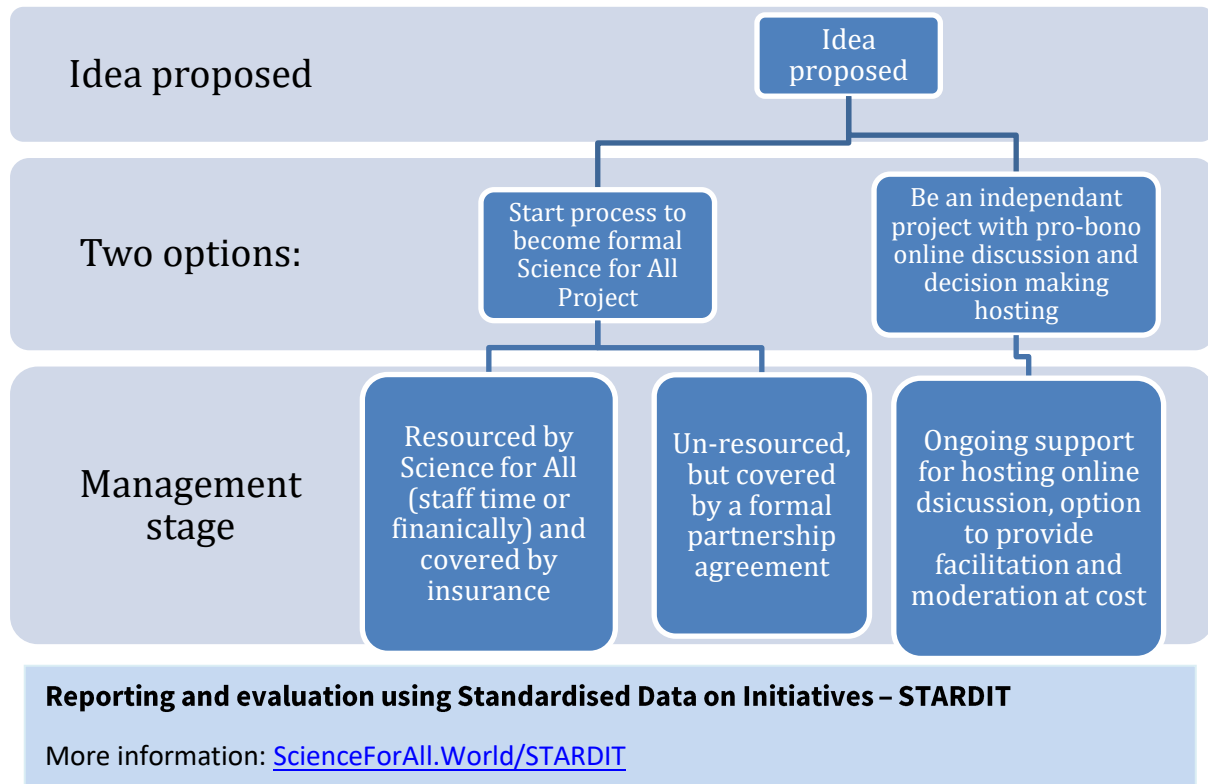 Idea proposed
Idea
proposed
Two options:
Start process to
become formal
Science for All
Project
Be an independant
project with pro-bono
online discussion and
decision making
hosting
Management
stage
Resourced by
Science for All
(staff time or
finanically) and
covered by
insurance
Un-resourced,
but covered
by a formal
partnership
agreement
Ongoing support
for hosting online
dsicussion, option
to provide
facilitation and
moderation at cost
Reporting and evaluation using Standardised Data on Initiatives – STARDIT
More information: ScienceForAll.World/STARDIT